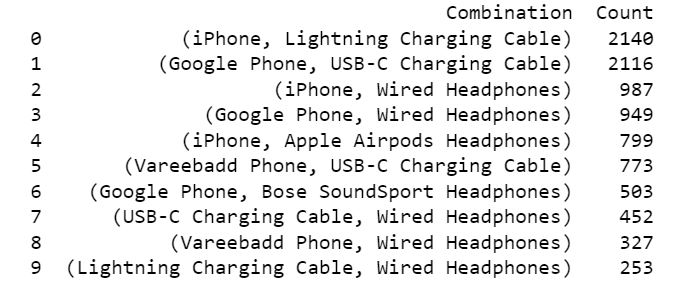 Combination Count
0 (iPhone, Lightning Charging Cable) 2140
1 (Google Phone, USB-C Charging Cable) 2116
2 (iPhone, Wired Headphones) 987
3 (Google Phone, Wired Headphones) 949
4 (iPhone, Apple Airpods Headphones) 799
5 (Vareebadd Phone, USB-C Charging Cable) 773
6 (Google Phone, Bose SoundSport Headphones) 503
7 (USB-C Charging Cable, Wired Headphones) 452
8 (Vareebadd Phone, Wired Headphones) 327
9 (Lightning Charging Cable, Wired Headphones) 253